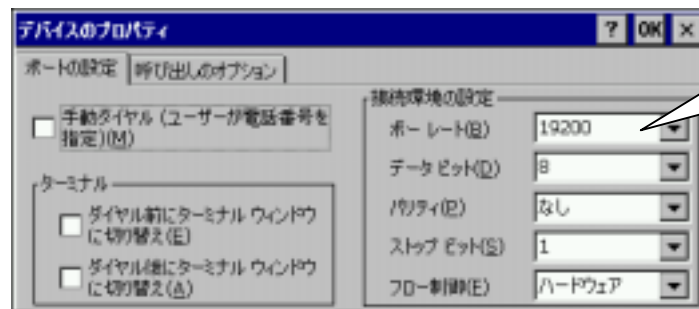 デバイスのプロパティ ? OK ×
ポートの設定 呼び出しのオプション
手動ダイヤル (ユーザーが電話番号を
指定)(M)
ターミナル
ダイヤル前にターミナル ウィンドウ
に切り替え(E)
ダイヤル後にターミナル ウィンドウ
に切り替え(A)
接続環境の設定
ボー レート(B) 19200
データ ビット(D) 8
パリティ(P) なし
ストップ ビット(S) 1
フロー制御(F) ハードウェア